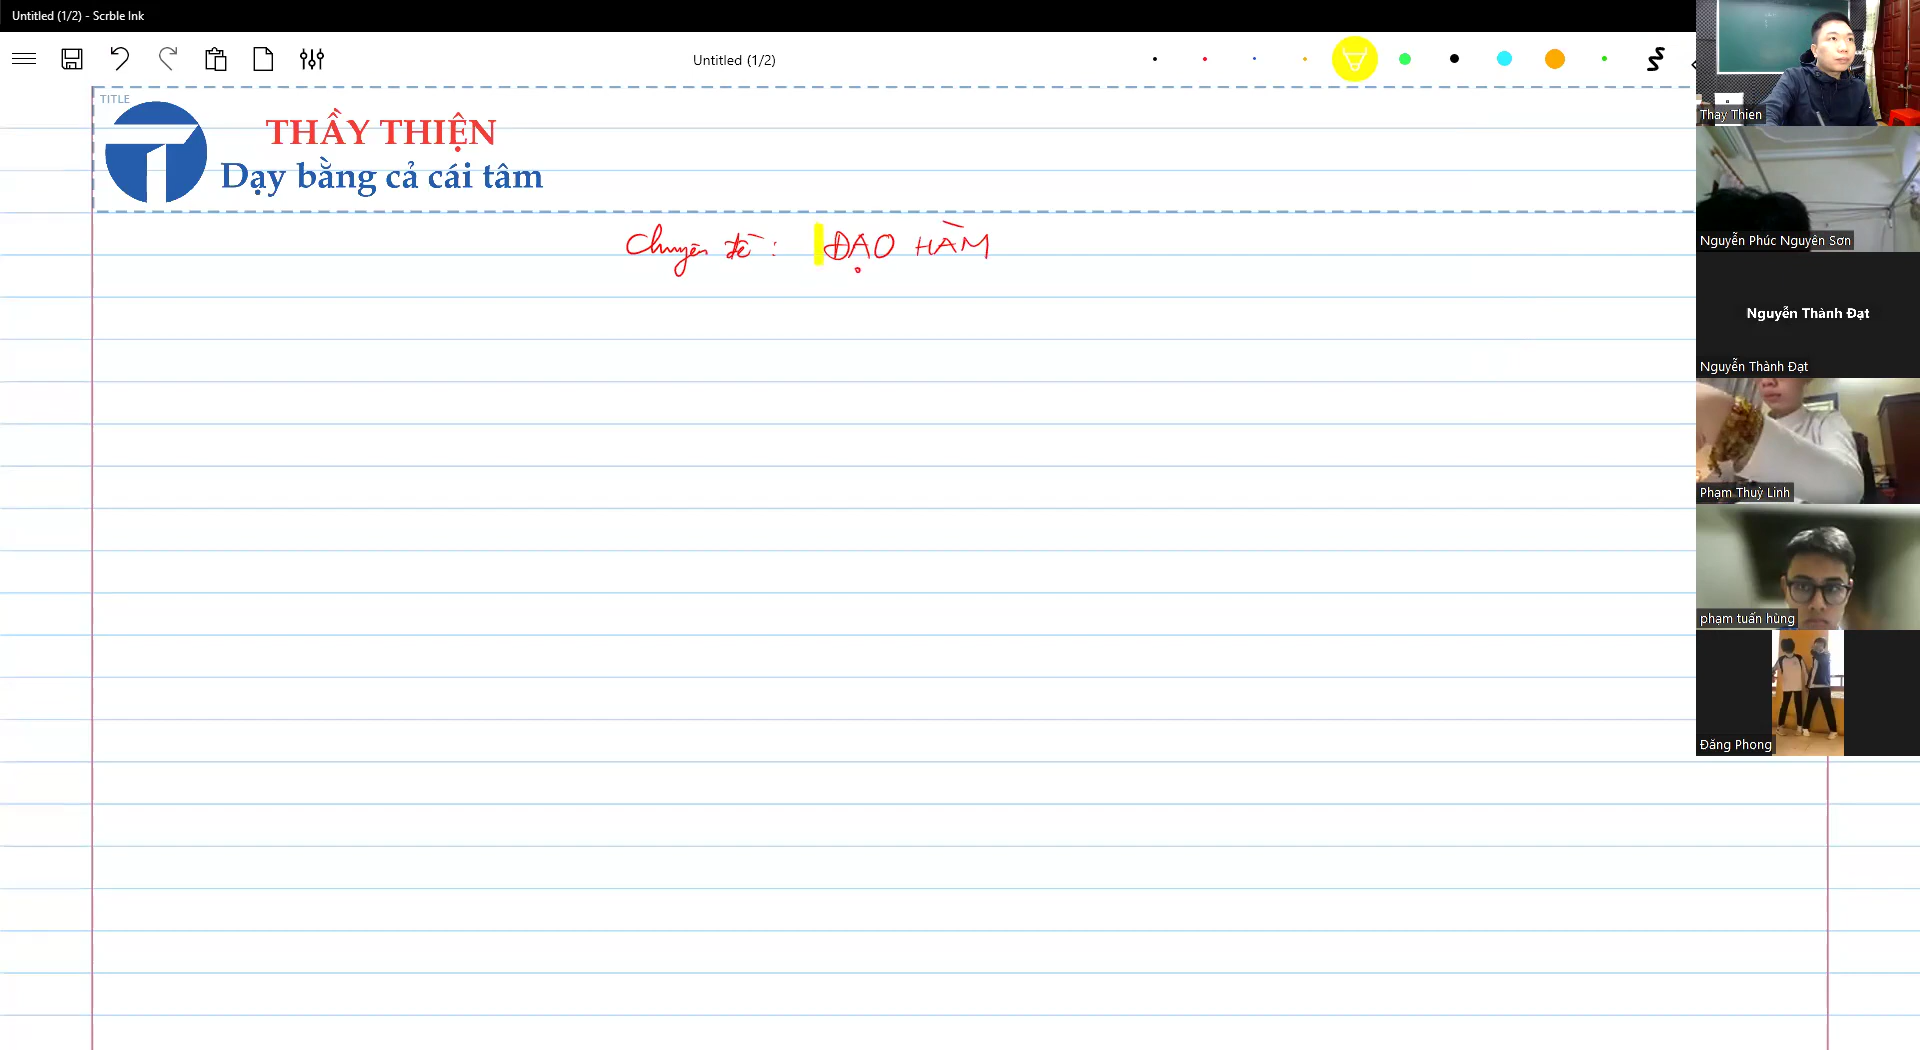 Untitled (1/2) - Scrble Ink
Untitled (1/2)
TITLE
THẦY THIỆN
Dạy bằng cả cái tâm
Chuyên đề: ĐẠO HÀM
Thay Thien
Nguyễn Phúc Nguyên Sơn
Nguyễn Thành Đạt
Nguyễn Thành Đạt
Phạm Thuỳ Linh
phạm tuấn hùng
Đăng Phong